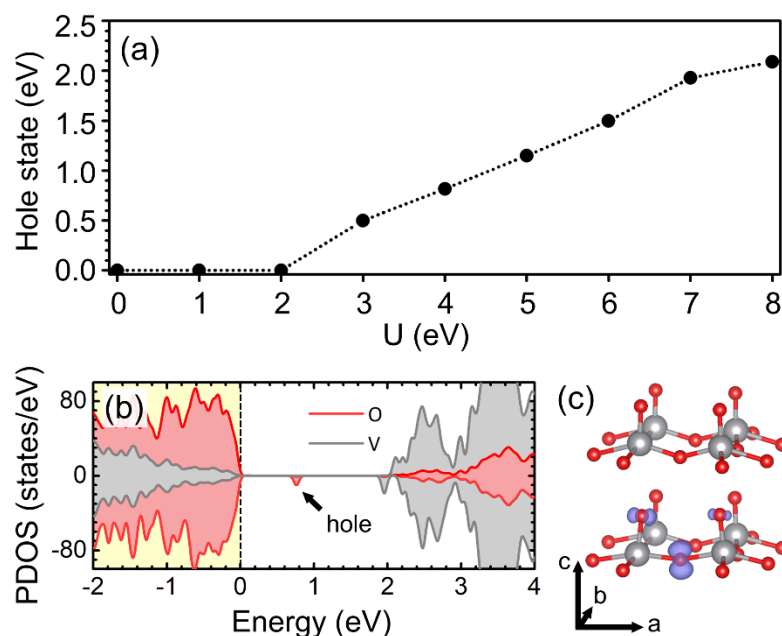 (a)
Hole state (eV)
2.5
2.0
1.5
1.0
0.5
0.0
0 1 2 3 4 5 6 7 8
U (eV)
(b)
PDOS (states/eV)
80
0
-80
O
V
hole
-2 -1 0 1 2 3 4
Energy (eV)
(c)
c
b
a